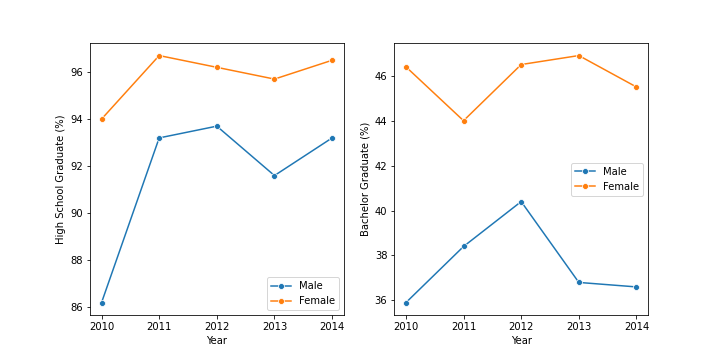 High School Graduate (%)
96
94
92
90
88
86
2010 2011 2012 2013 2014
Year
Male
Female
Bachelor Graduate (%)
46
44
42
40
38
36
2010 2011 2012 2013 2014
Year
Male
Female